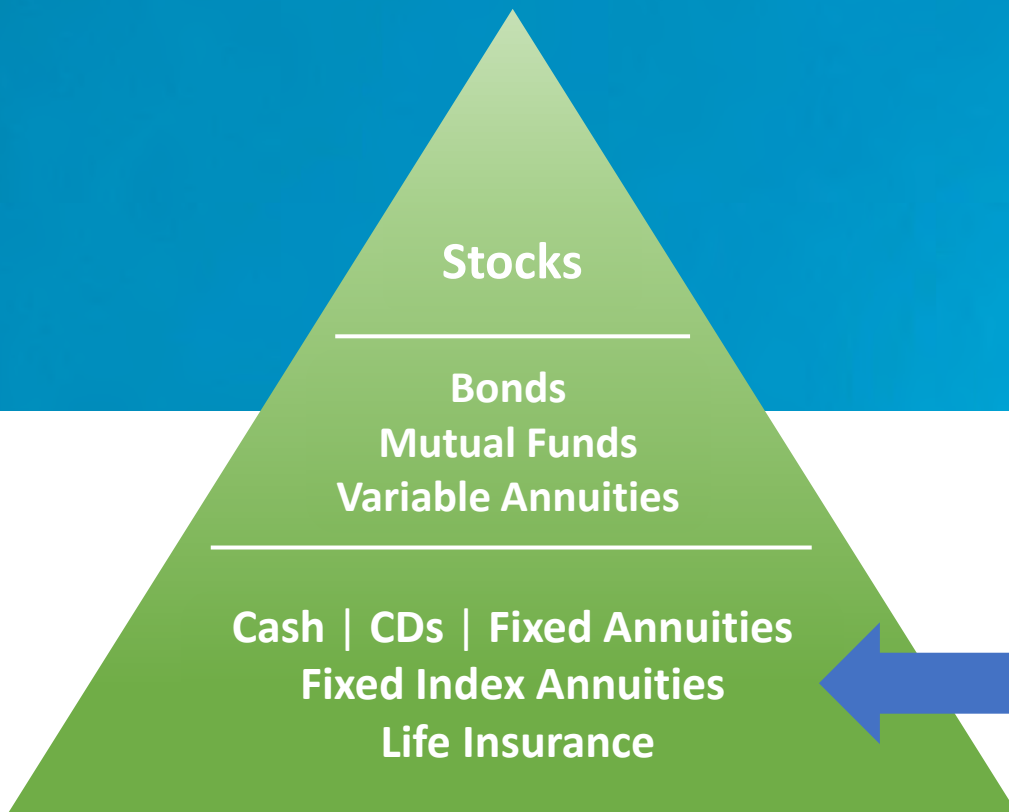 Stocks
Bonds
Mutual Funds
Variable Annuities
Cash | CDs | Fixed Annuities
Fixed Index Annuities
Life Insurance